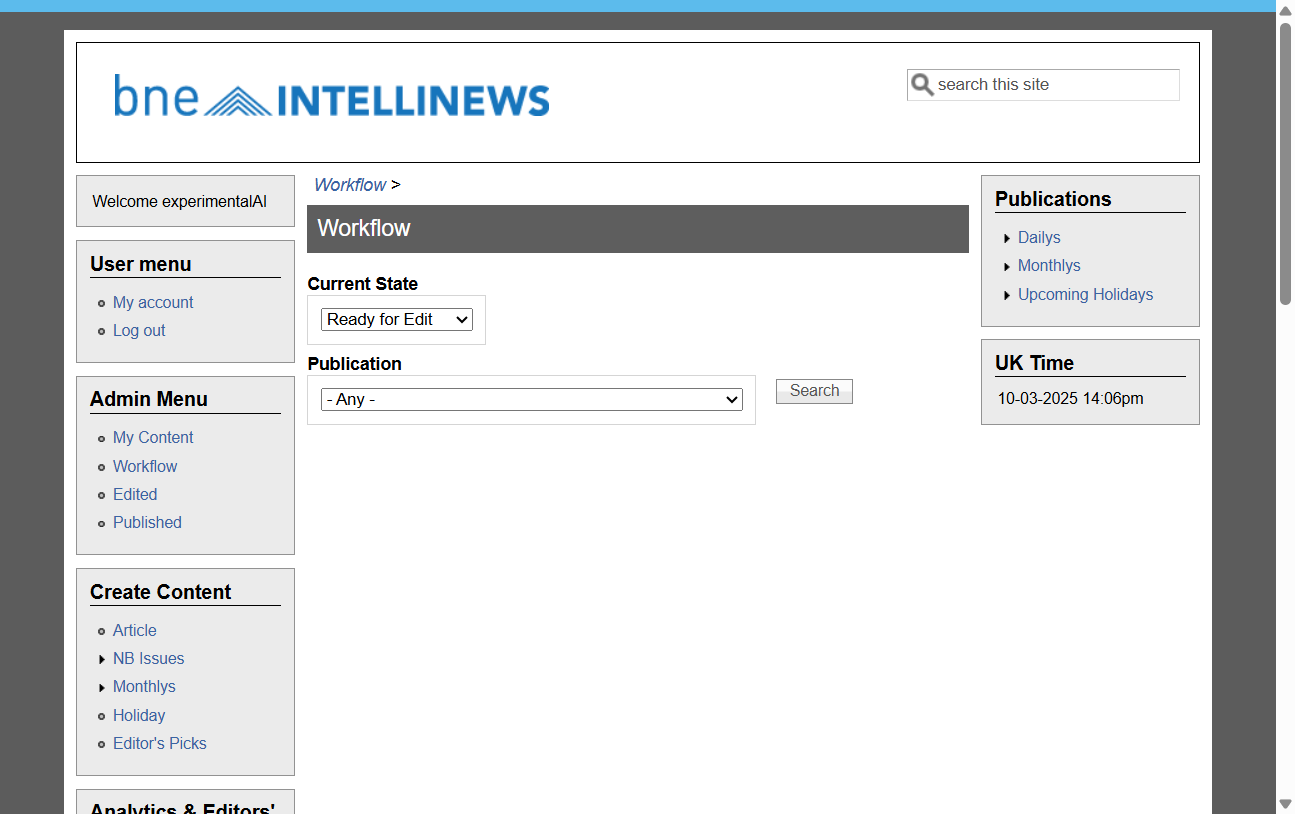 bne INTELLINEWS
search this site
Welcome experimentalAI
User menu
My account
Log out
Admin Menu
My Content
Workflow
Edited
Published
Create Content
Article
NB Issues
Monthlys
Holiday
Editor's Picks
Analytics & Editors'
Workflow >
Workflow
Current State
Ready for Edit
Publication
- Any -
Search
Publications
Dailys
Monthlys
Upcoming Holidays
UK Time
10-03-2025 14:06pm